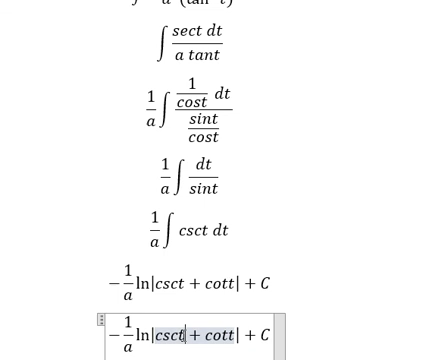 ∫ sect dt / a tant
1/a ∫ (1/cost dt) / (sint/cost)
1/a ∫ dt / sint
1/a ∫ csct dt
− 1/a ln|csct + cott| + C
− 1/a ln|csct + cott| + C